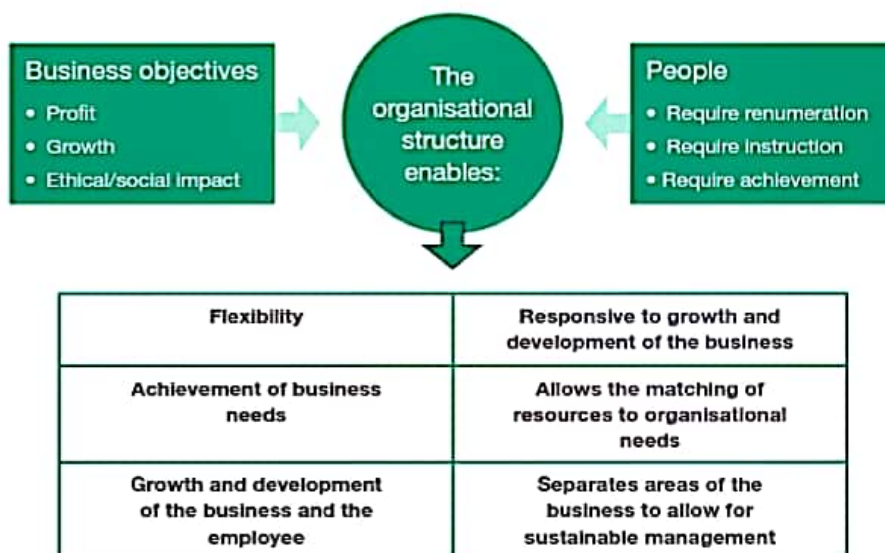 Business objectives
• Profit
• Growth
• Ethical/social impact
The
organisational
structure
enables:
People
• Require renumeration
• Require instruction
• Require achievement
Flexibility
Responsive to growth and
development of the business
Achievement of business
needs
Allows the matching of
resources to organisational
needs
Growth and development
of the business and the
employee
Separates areas of the
business to allow for
sustainable management